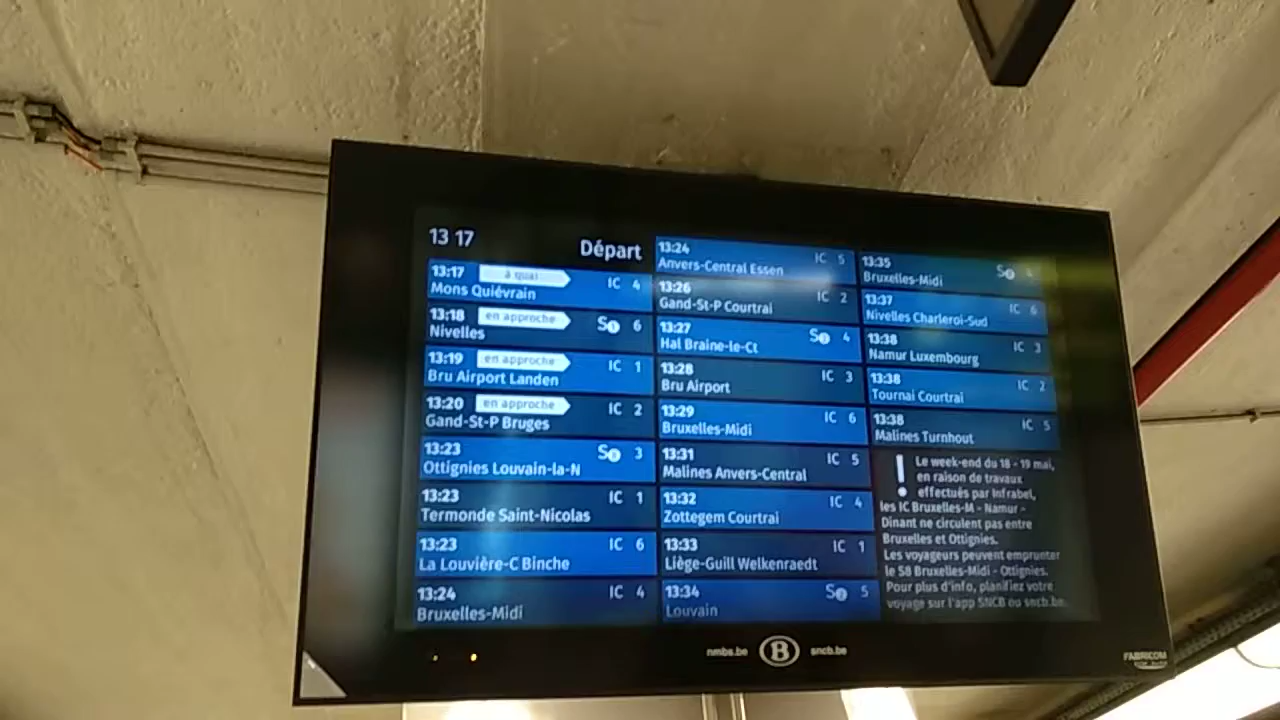 13 17
Départ
13:17 à quai IC 4
Mons Quiévrain
13:18 en approche S1 6
Nivelles
13:19 en approche IC 1
Bru Airport Landen
13:20 en approche IC 2
Gand-St-P Bruges
13:23 S 3
Ottignies Louvain-la-N
13:23 IC 1
Termonde Saint-Nicolas
13:23 IC 6
La Louvière-C Binche
13:24 IC 4
Bruxelles-Midi
13:24 IC 5
Anvers-Central Essen
13:26 IC 2
Gand-St-P Courtrai
13:27 S 4
Hal Braine-le-Ct
13:28 IC 3
Bru Airport
13:29 IC 6
Bruxelles-Midi
13:31 IC 5
Malines Anvers-Central
13:32 IC 4
Zottegem Courtrai
13:33 IC 1
Liège-Guill Welkenraedt
13:34 S 5
Louvain
13:35 S
Bruxelles-Midi
13:37 IC 6
Nivelles Charleroi-Sud
13:38 IC 3
Namur Luxembourg
13:38 IC 2
Tournai Courtrai
13:38 IC 5
Malines Turnhout
! Le week-end du 18 - 19 mai,
en raison de travaux
effectués par Infrabel,
les IC Bruxelles-M - Namur -
Dinant ne circulent pas entre
Bruxelles et Ottignies.
Les voyageurs peuvent emprunter
le S8 Bruxelles-Midi - Ottignies.
Pour plus d'info, planifiez votre
voyage sur l'app SNCB ou sncb.be.
nmbs.be B sncb.be
FABRICOM